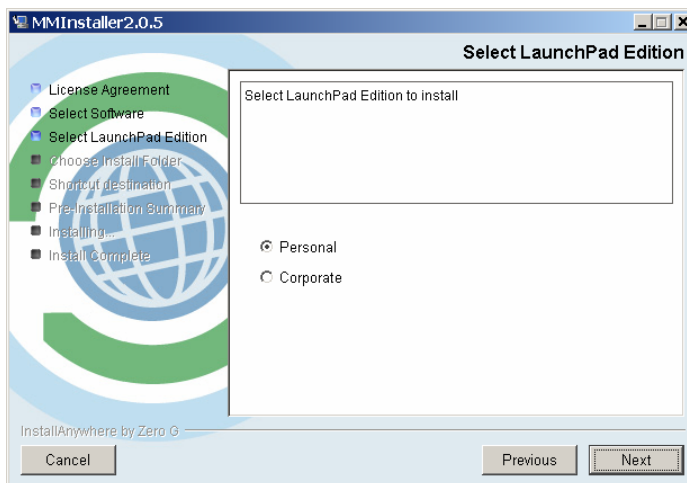 MMInstaller2.0.5
Select LaunchPad Edition
License Agreement
Select Software
Select LaunchPad Edition
Choose Install Folder
Shortcut destination
Pre-Installation Summary
Installing...
Install Complete
Select LaunchPad Edition to install
Personal
Corporate
InstallAnywhere by Zero G
Cancel
Previous
Next